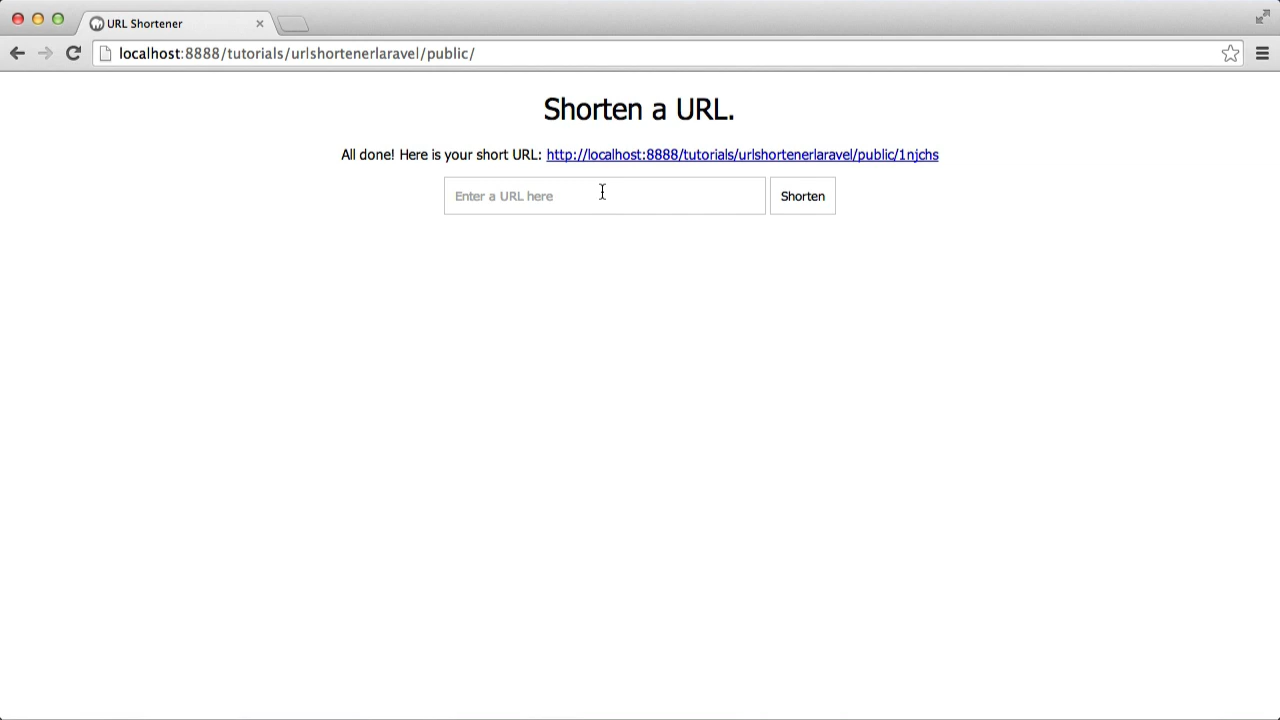 URL Shortener
localhost:8888/tutorials/urlshortenerlaravel/public/
Shorten a URL.
All done! Here is your short URL: http://localhost:8888/tutorials/urlshortenerlaravel/public/1njchs
Enter a URL here
Shorten